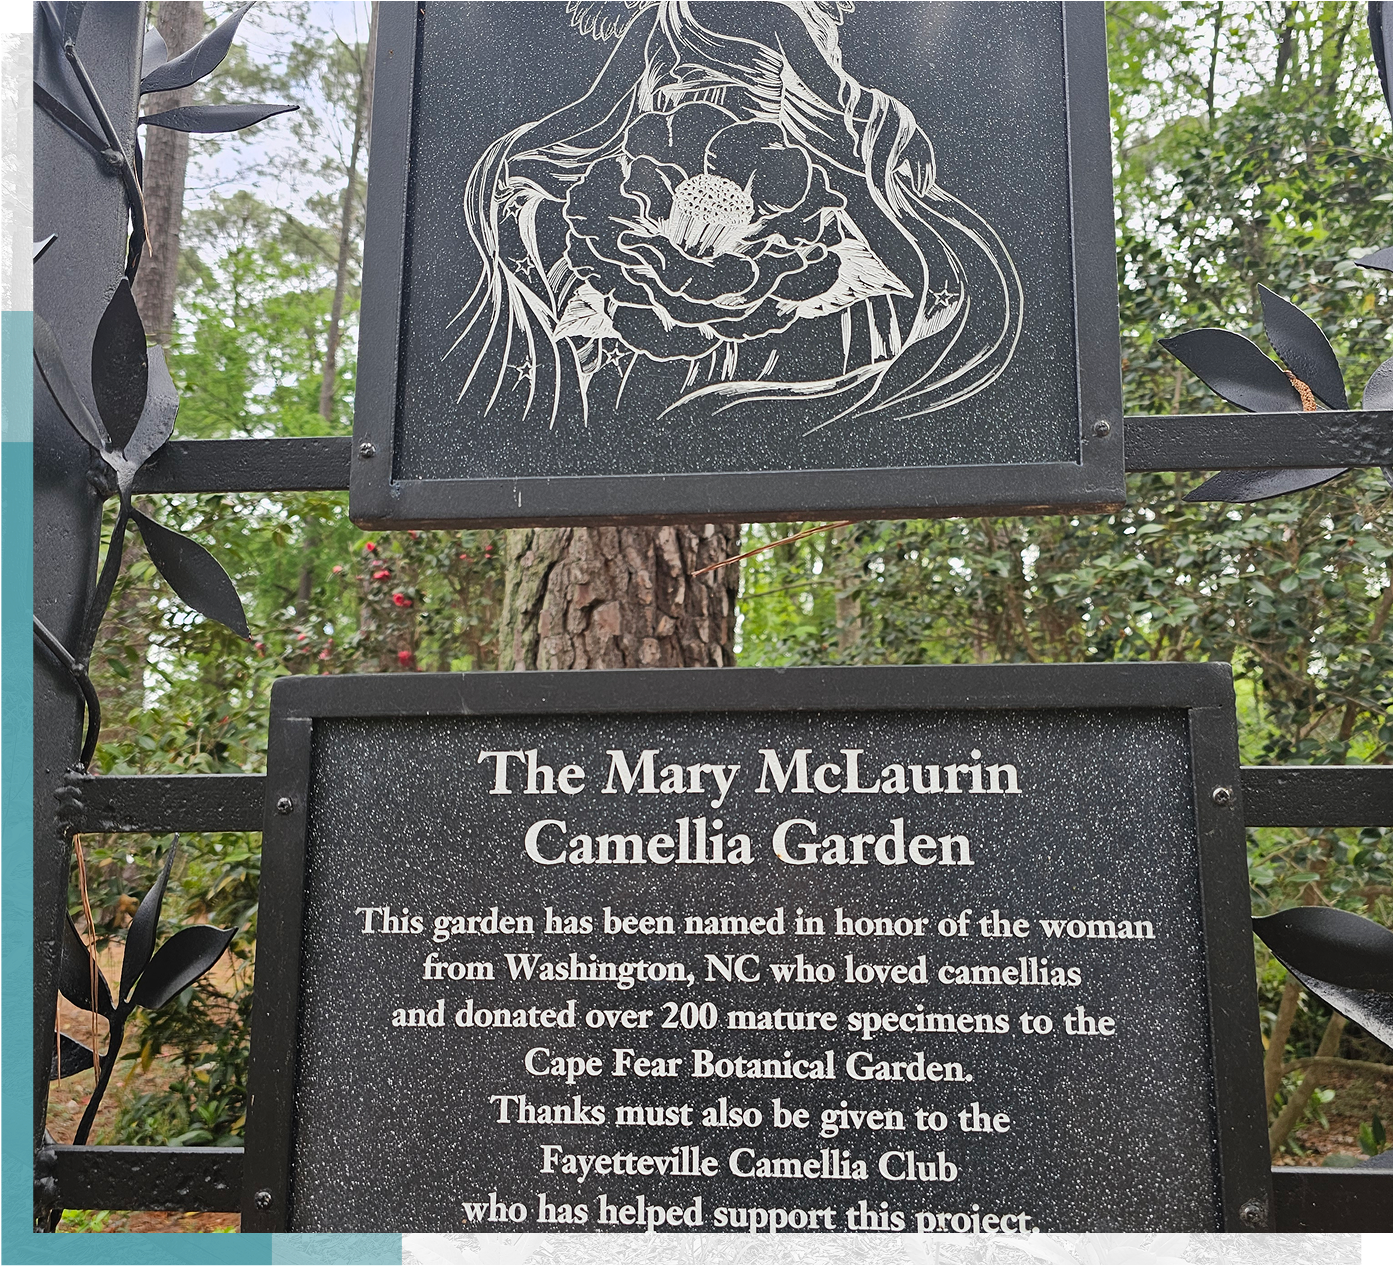 The Mary McLaurin
Camellia Garden
This garden has been named in honor of the woman
from Washington, NC who loved camellias
and donated over 200 mature specimens to the
Cape Fear Botanical Garden.
Thanks must also be given to the
Fayetteville Camellia Club
who has helped support this project.